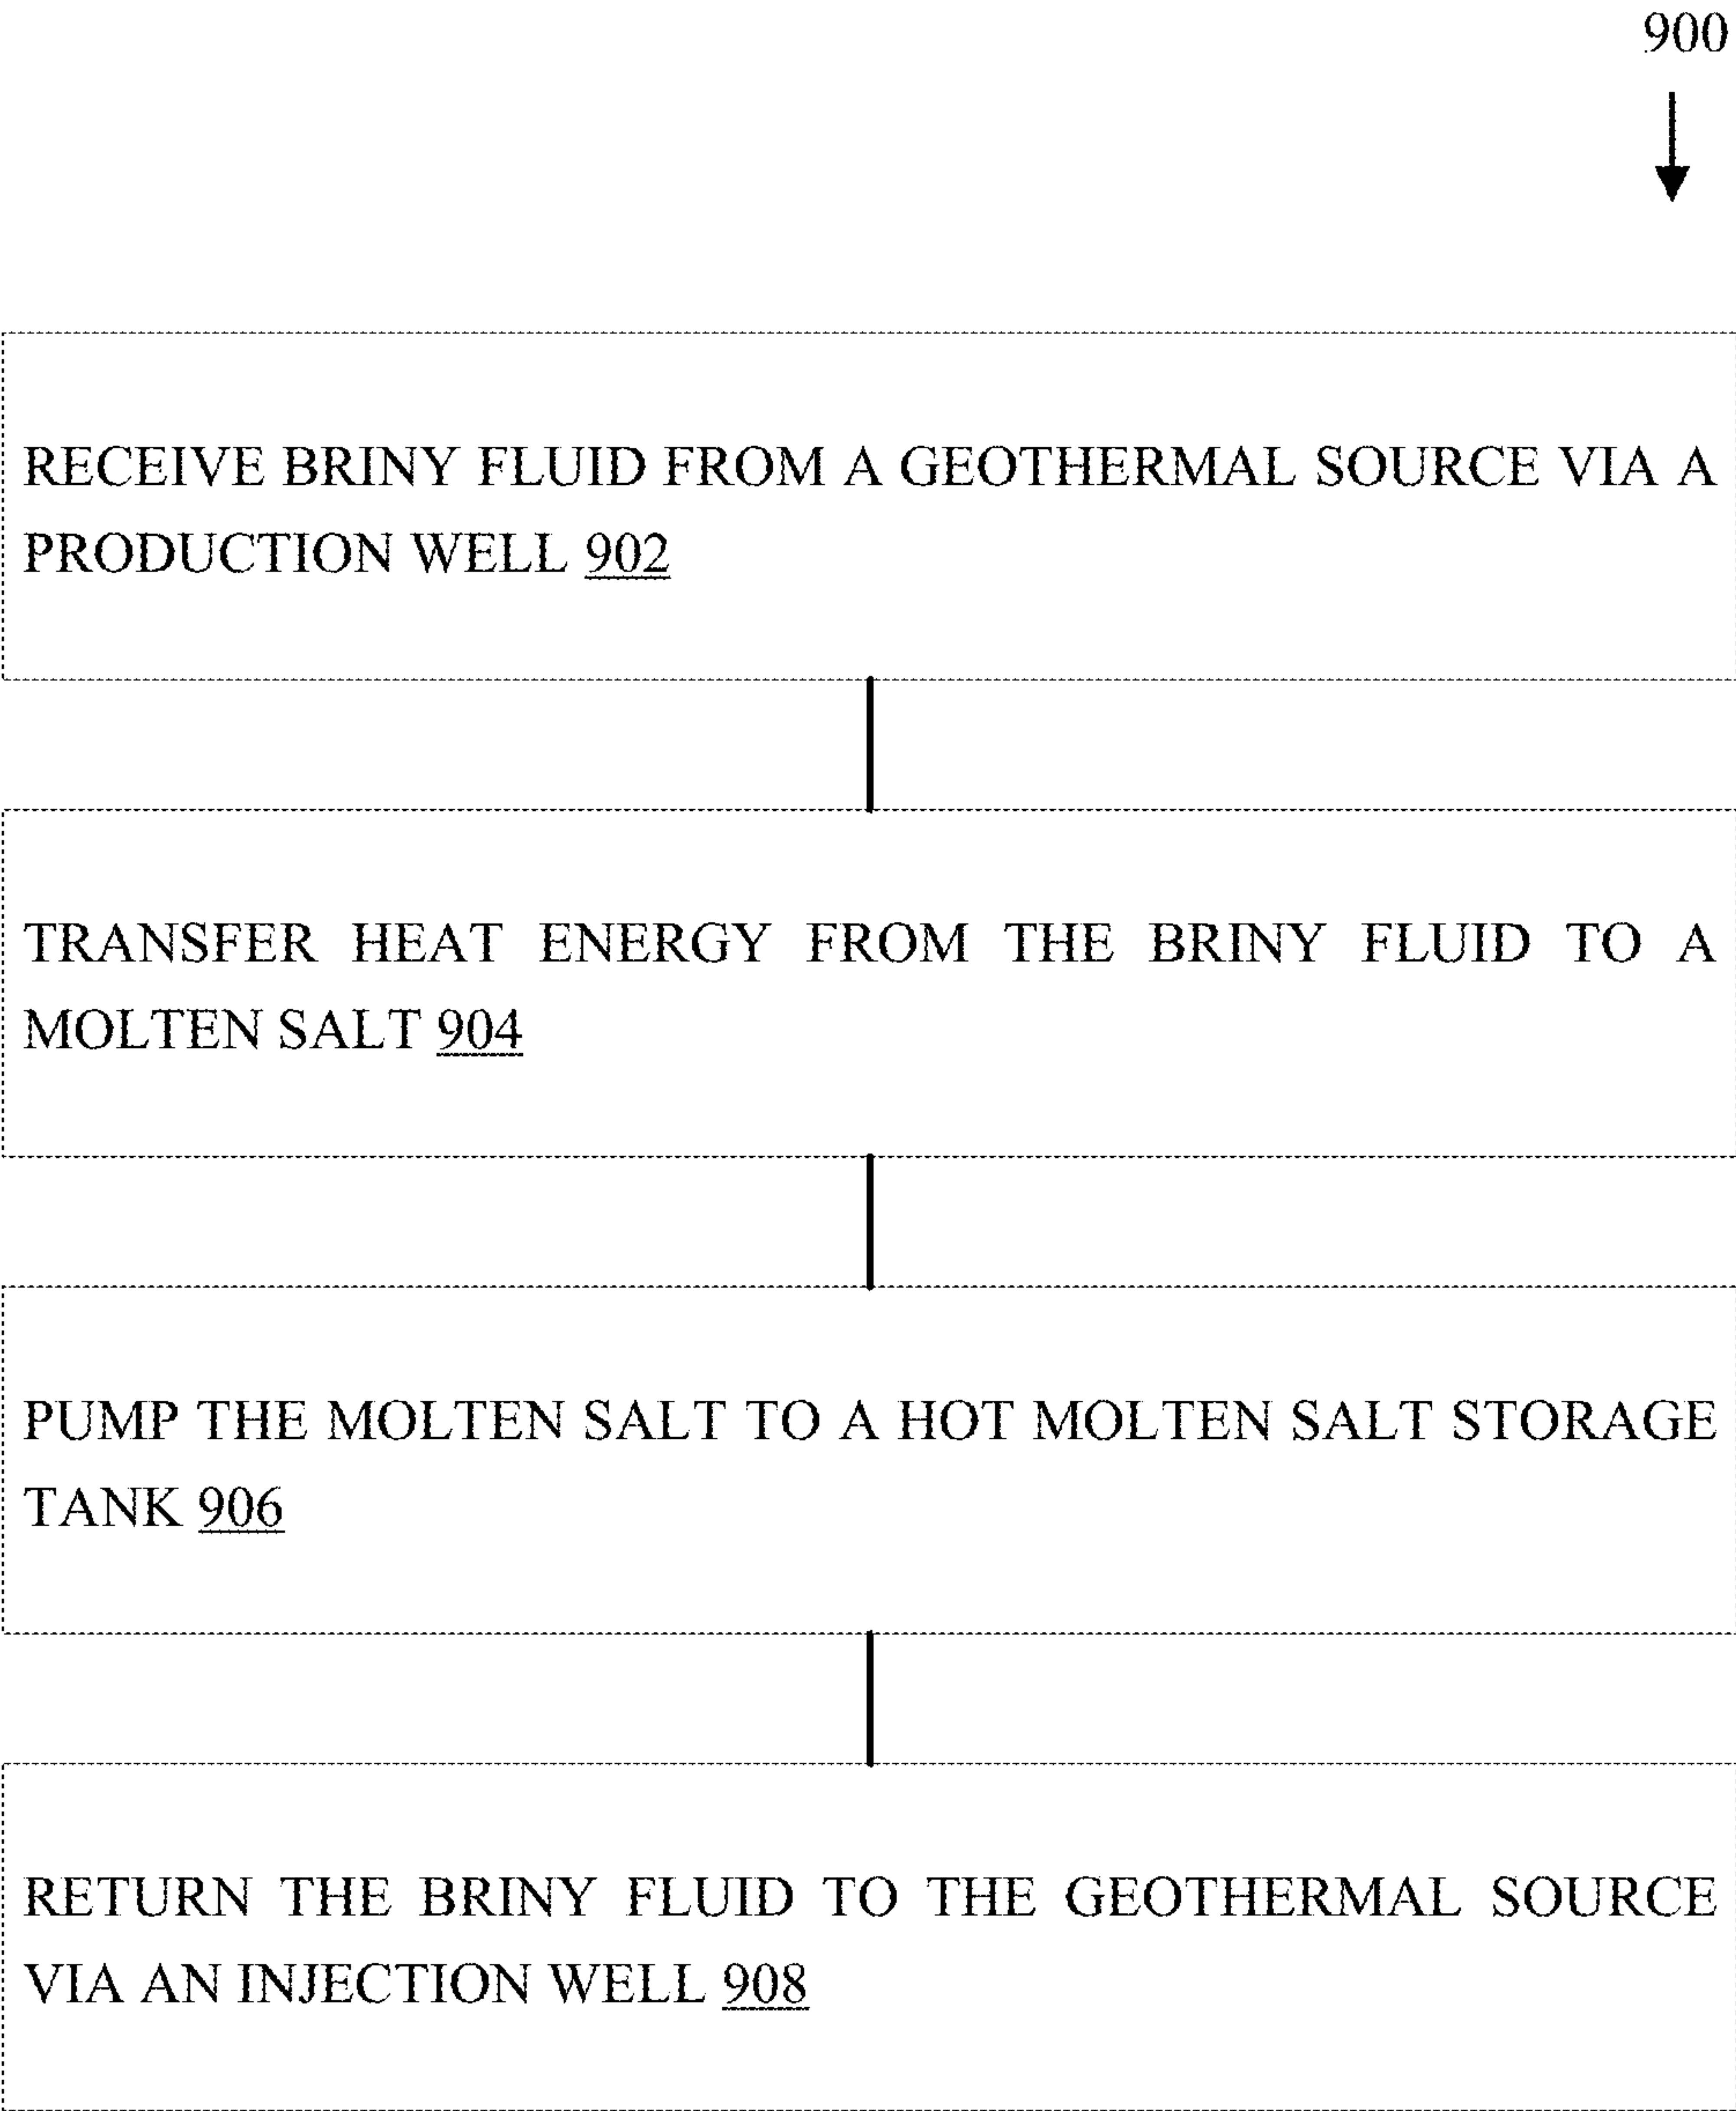 900
RECEIVE BRINY FLUID FROM A GEOTHERMAL SOURCE VIA A
PRODUCTION WELL 902
TRANSFER HEAT ENERGY FROM THE BRINY FLUID TO A
MOLTEN SALT 904
PUMP THE MOLTEN SALT TO A HOT MOLTEN SALT STORAGE
TANK 906
RETURN THE BRINY FLUID TO THE GEOTHERMAL SOURCE
VIA AN INJECTION WELL 908